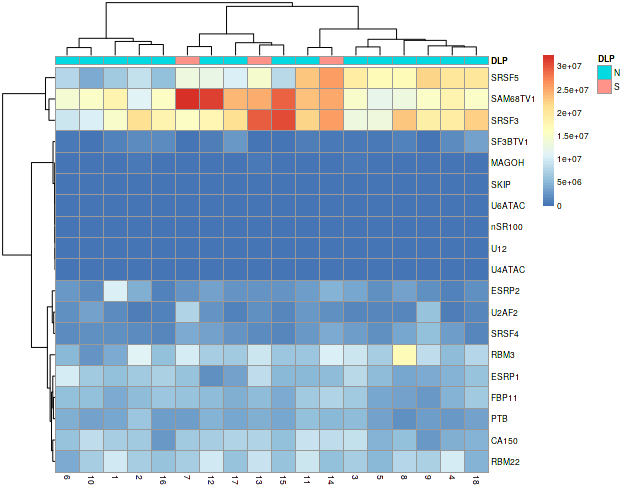 DLP
SRSF5
SAM68TV1
SRSF3
SF3BTV1
MAGOH
SKIP
U6ATAC
nSR100
U12
U4ATAC
ESRP2
U2AF2
SRSF4
RBM3
ESRP1
FBP11
PTB
CA150
RBM22
6 10 1 2 16 7 12 17 13 15 11 14 3 5 8 9 4 18
3e+07
2.5e+07
2e+07
1.5e+07
1e+07
5e+06
0
DLP
N
S